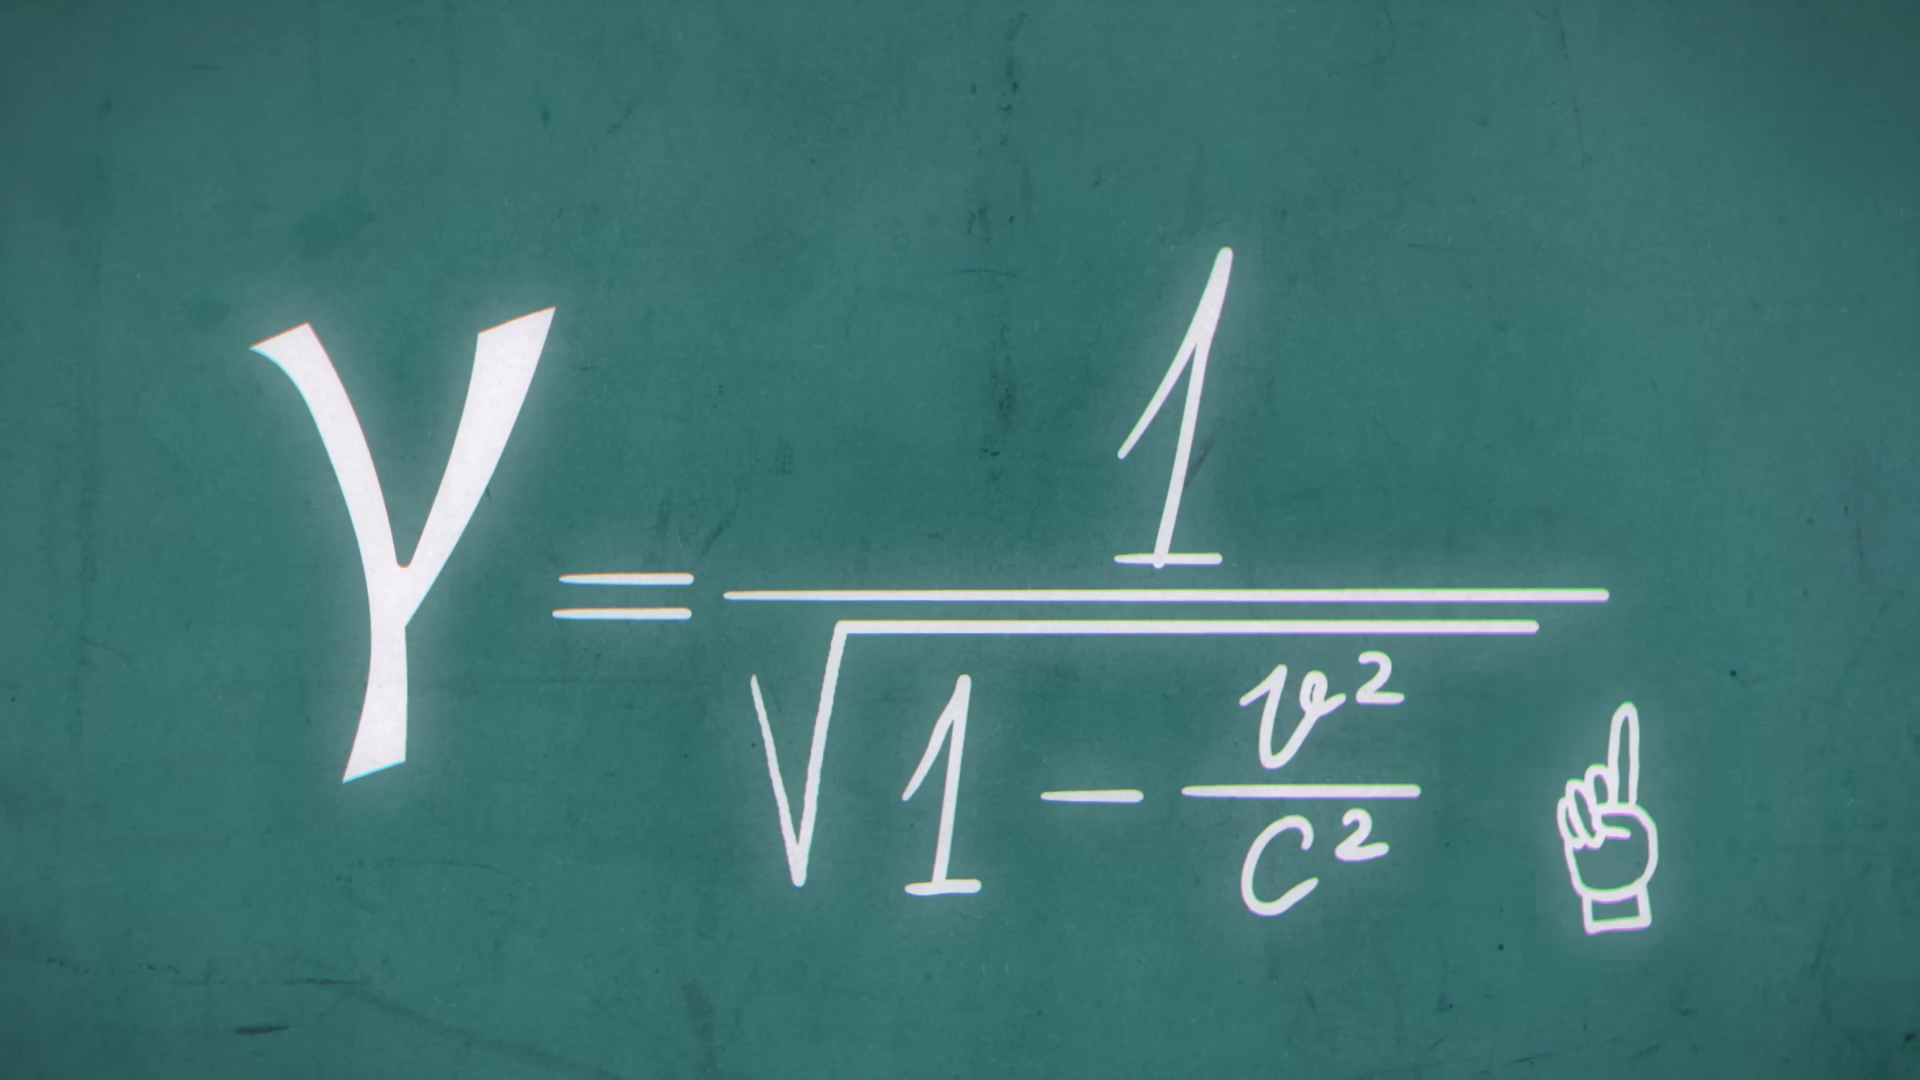 γ = 1 / √(1 - v² / c²)